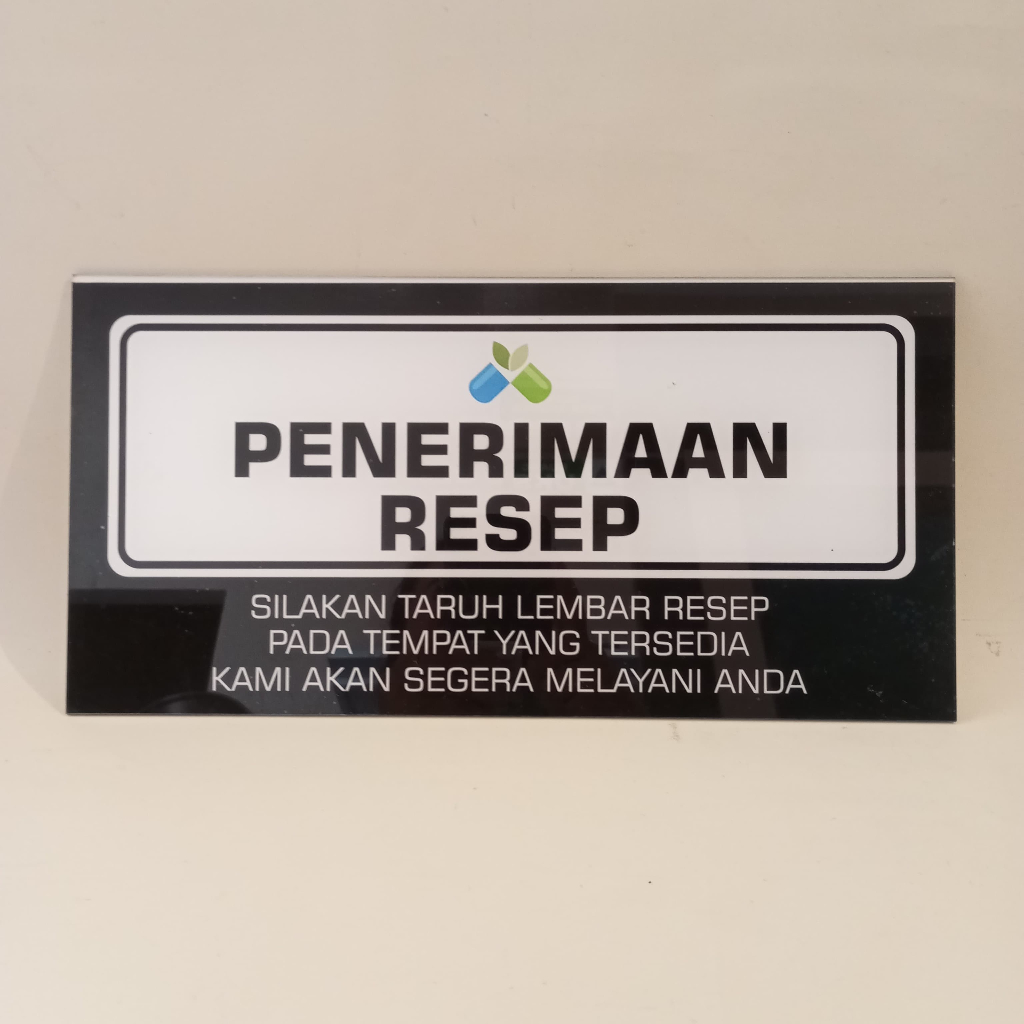 PENERIMAAN
RESEP
SILAKAN TARUH LEMBAR RESEP
PADA TEMPAT YANG TERSEDIA
KAMI AKAN SEGERA MELAYANI ANDA